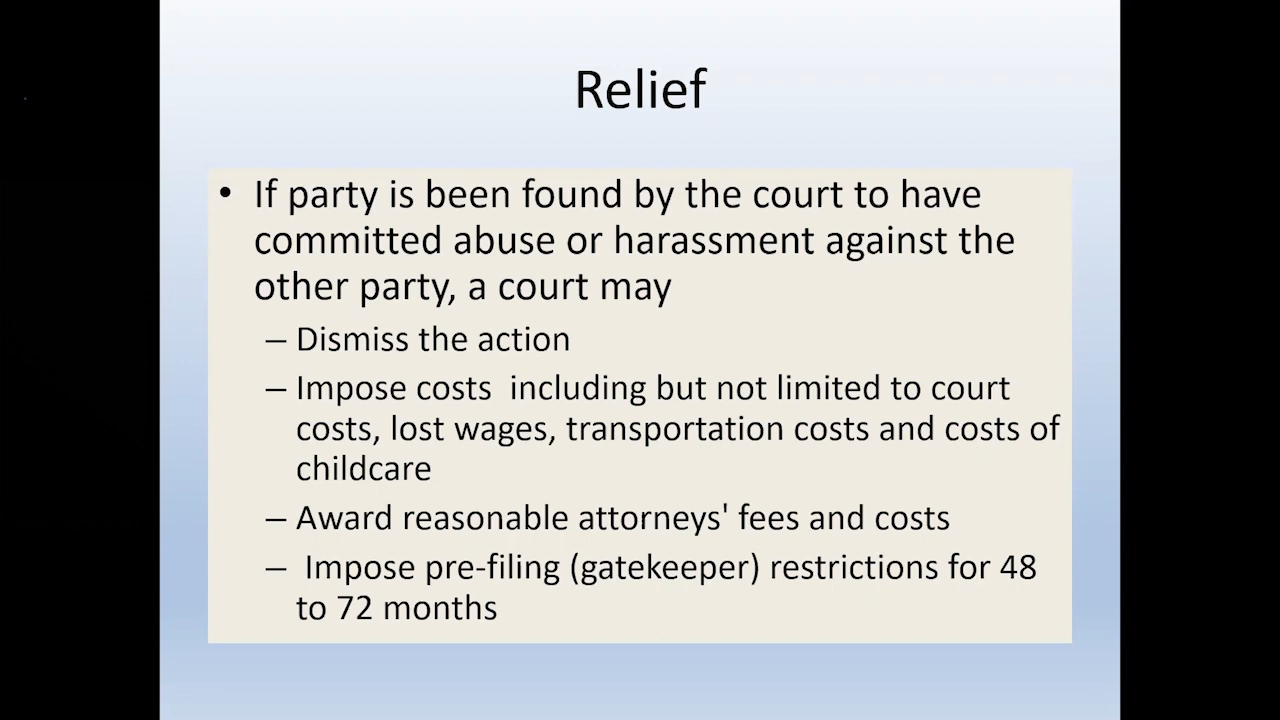 Relief
• If party is been found by the court to have
committed abuse or harassment against the
other party, a court may
– Dismiss the action
– Impose costs  including but not limited to court
costs, lost wages, transportation costs and costs of
childcare
– Award reasonable attorneys' fees and costs
–  Impose pre-filing (gatekeeper) restrictions for 48
to 72 months